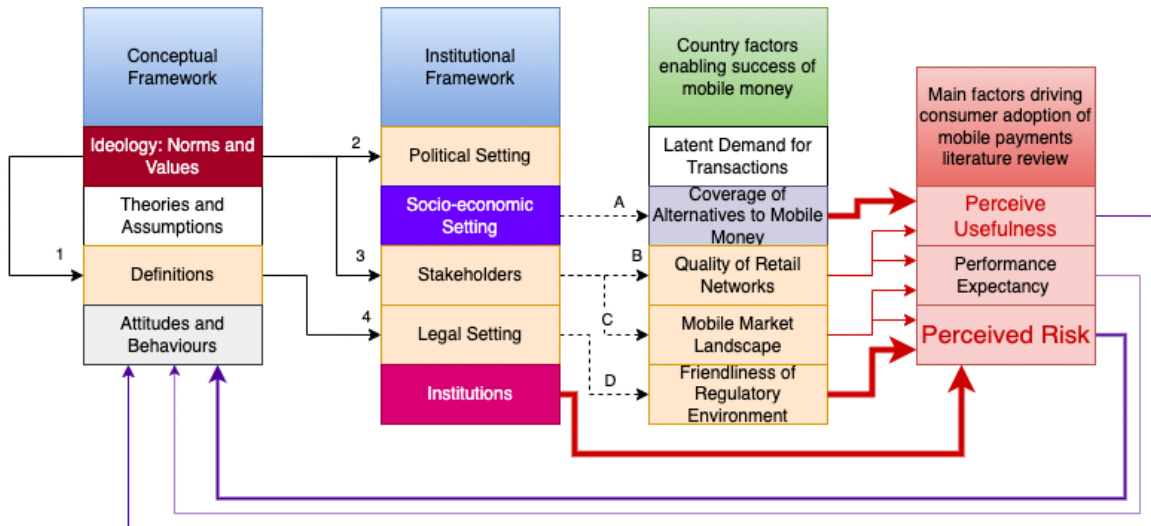 Conceptual
Framework
Ideology: Norms and
Values
Theories and
Assumptions
1
Definitions
Attitudes and
Behaviours
Institutional
Framework
2
Political Setting
Socio-economic
Setting
3
Stakeholders
4
Legal Setting
Institutions
Country factors
enabling success of
mobile money
Latent Demand for
Transactions
A
Coverage of
Alternatives to Mobile
Money
B
Quality of Retail
Networks
C
Mobile Market
Landscape
D
Friendliness of
Regulatory
Environment
Main factors driving
consumer adoption of
mobile payments
literature review
Perceive
Usefulness
Performance
Expectancy
Perceived Risk